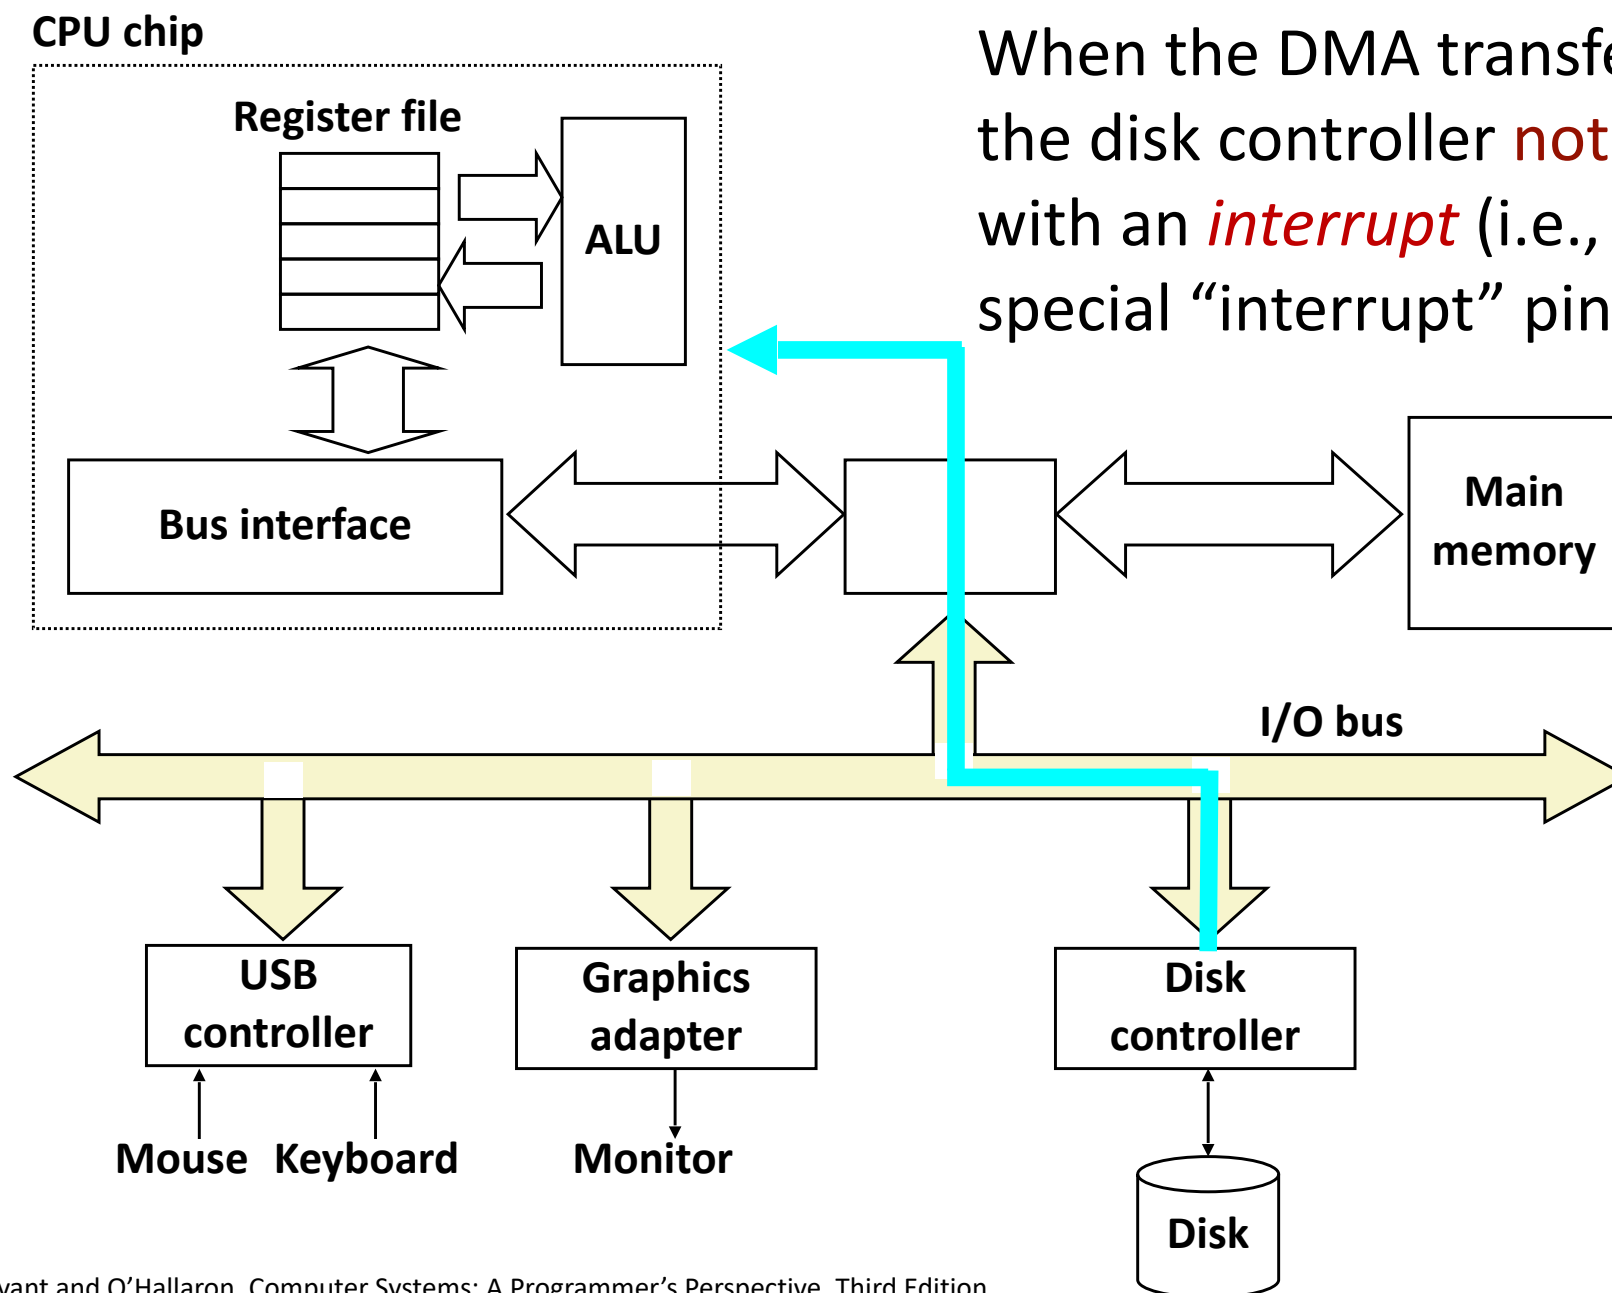 CPU chip
When the DMA transfe
the disk controller not
with an interrupt (i.e.,
special “interrupt” pin
Register file
ALU
Bus interface
Main
memory
I/O bus
USB
controller
Graphics
adapter
Disk
controller
Mouse
Keyboard
Monitor
Disk
yant and O’Hallaron, Computer Systems: A Programmer’s Perspective, Third Edition